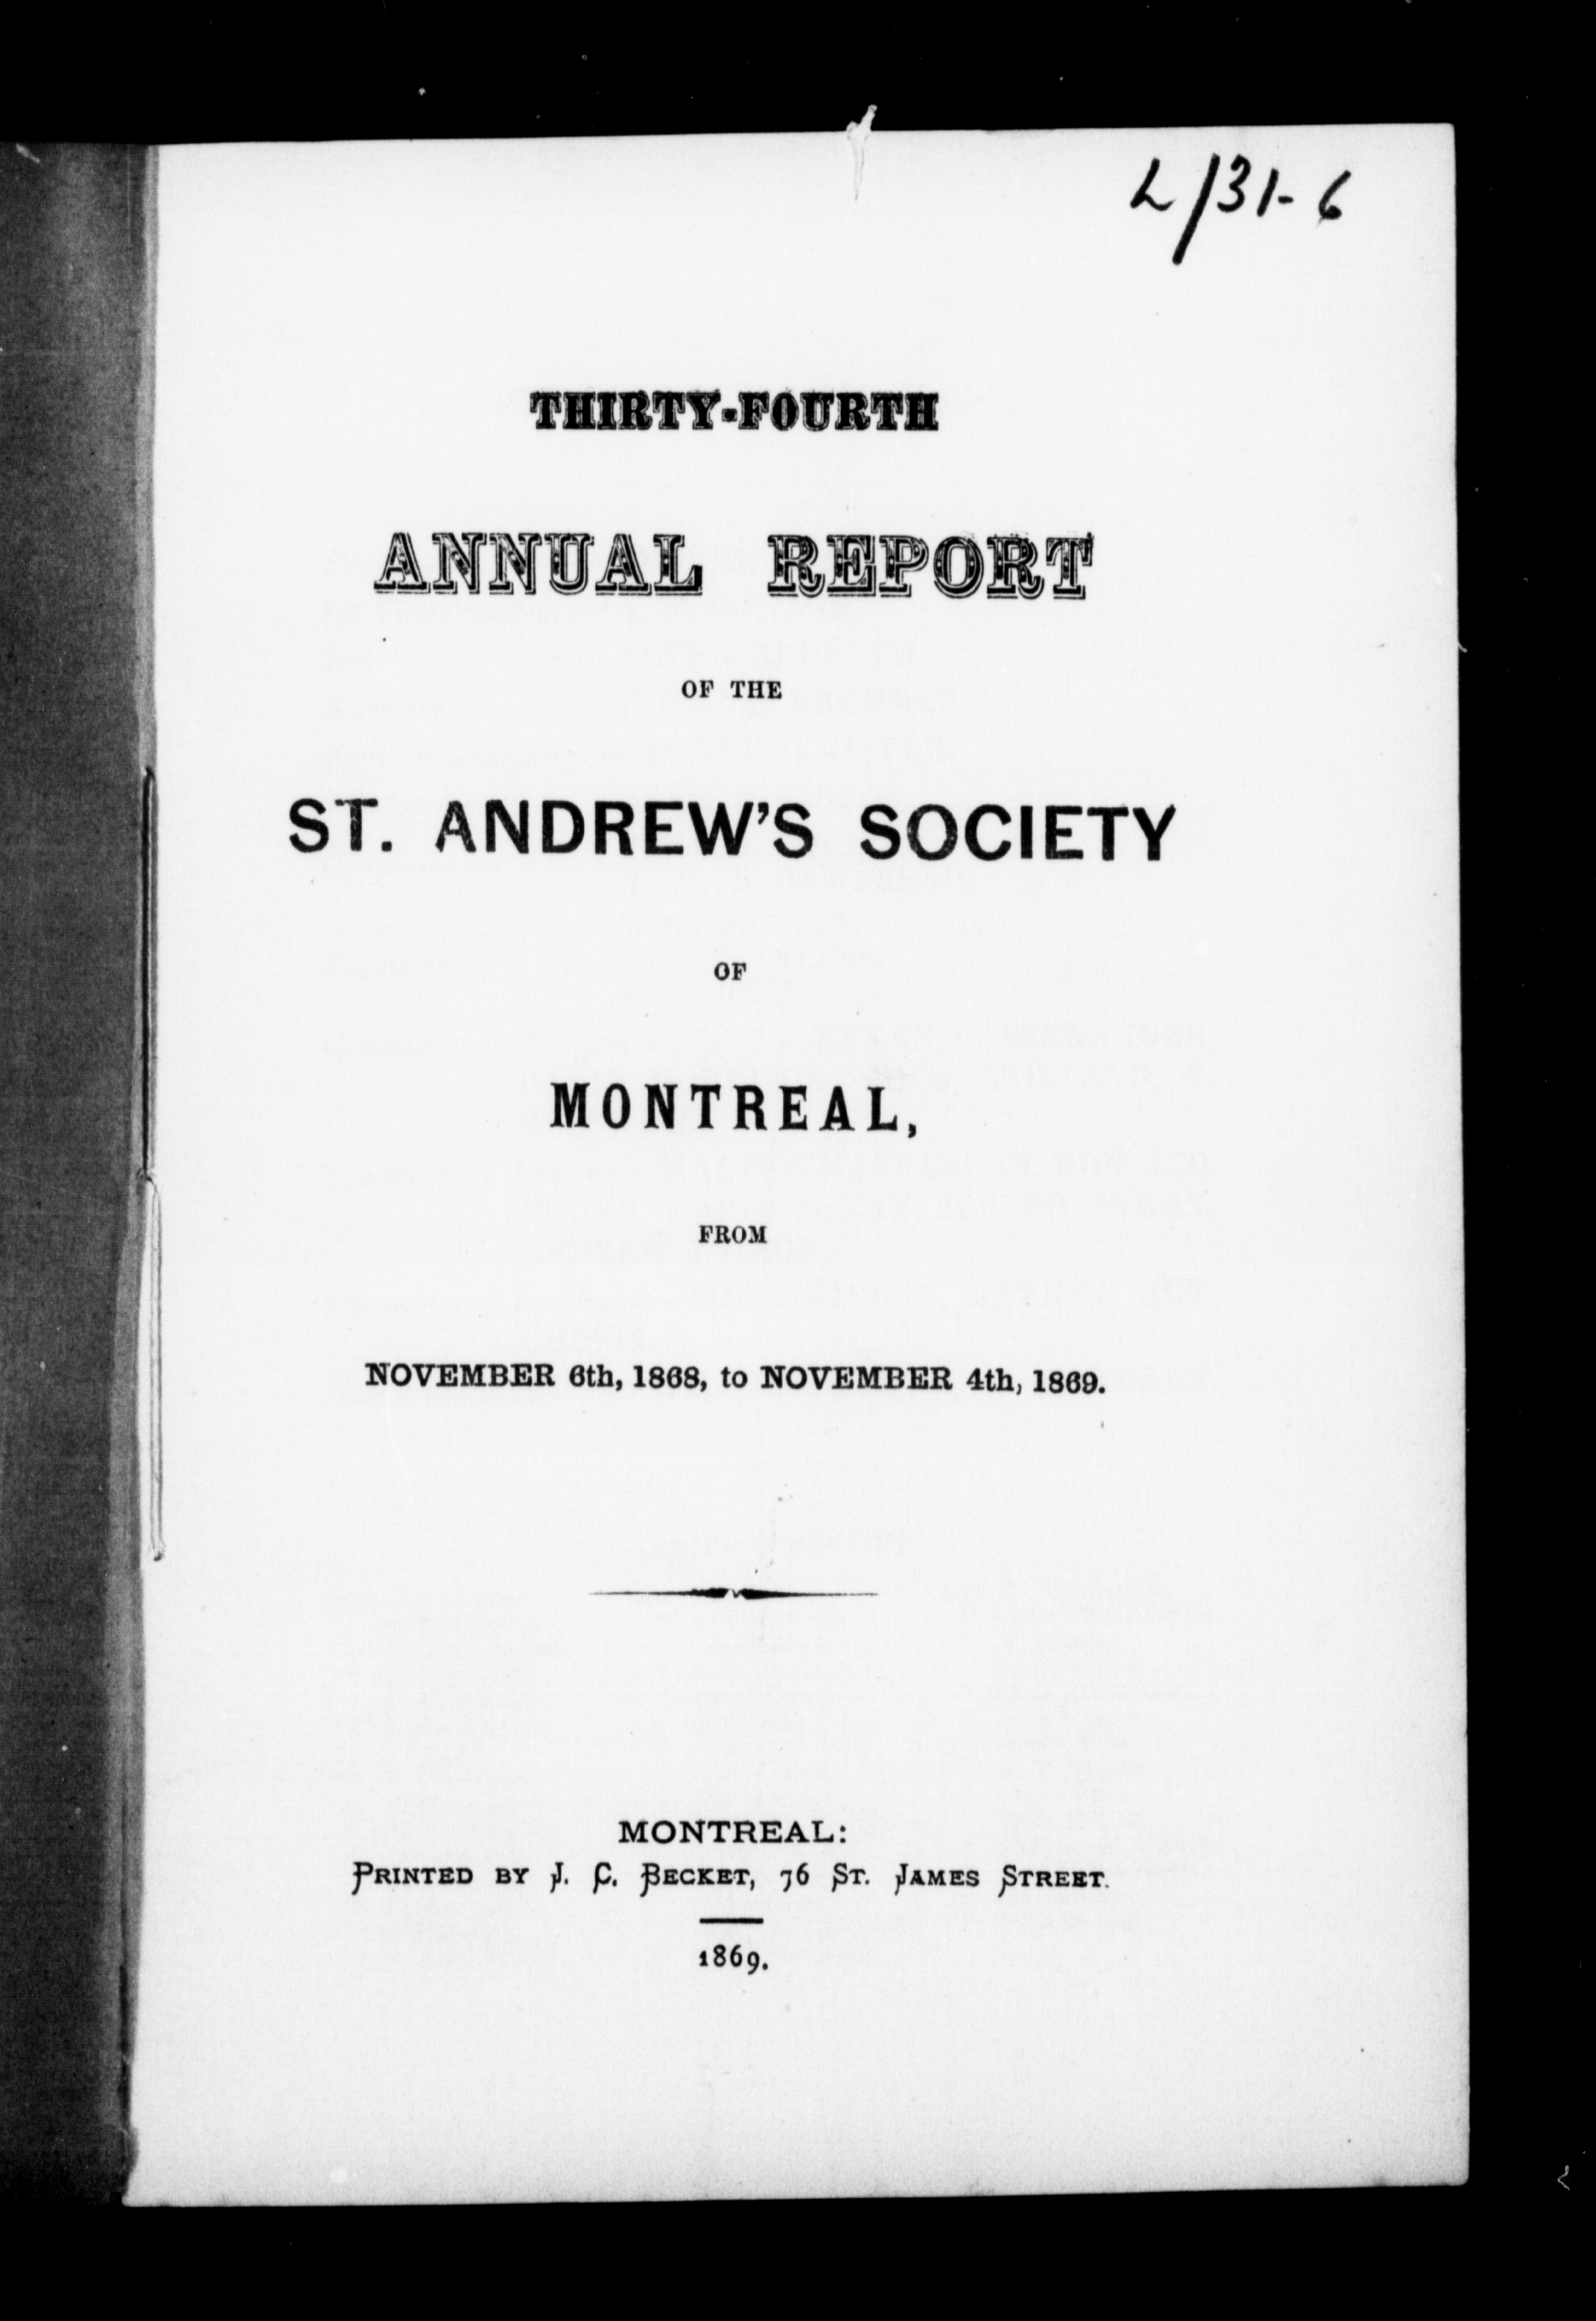 L/31-6
THIRTY-FOURTH
ANNUAL REPORT
OF THE
ST. ANDREW'S SOCIETY
OF
MONTREAL,
FROM
NOVEMBER 6th, 1868, to NOVEMBER 4th, 1869.
MONTREAL:
PRINTED BY J. C. BECKET, 76 ST. JAMES STREET.
1869.